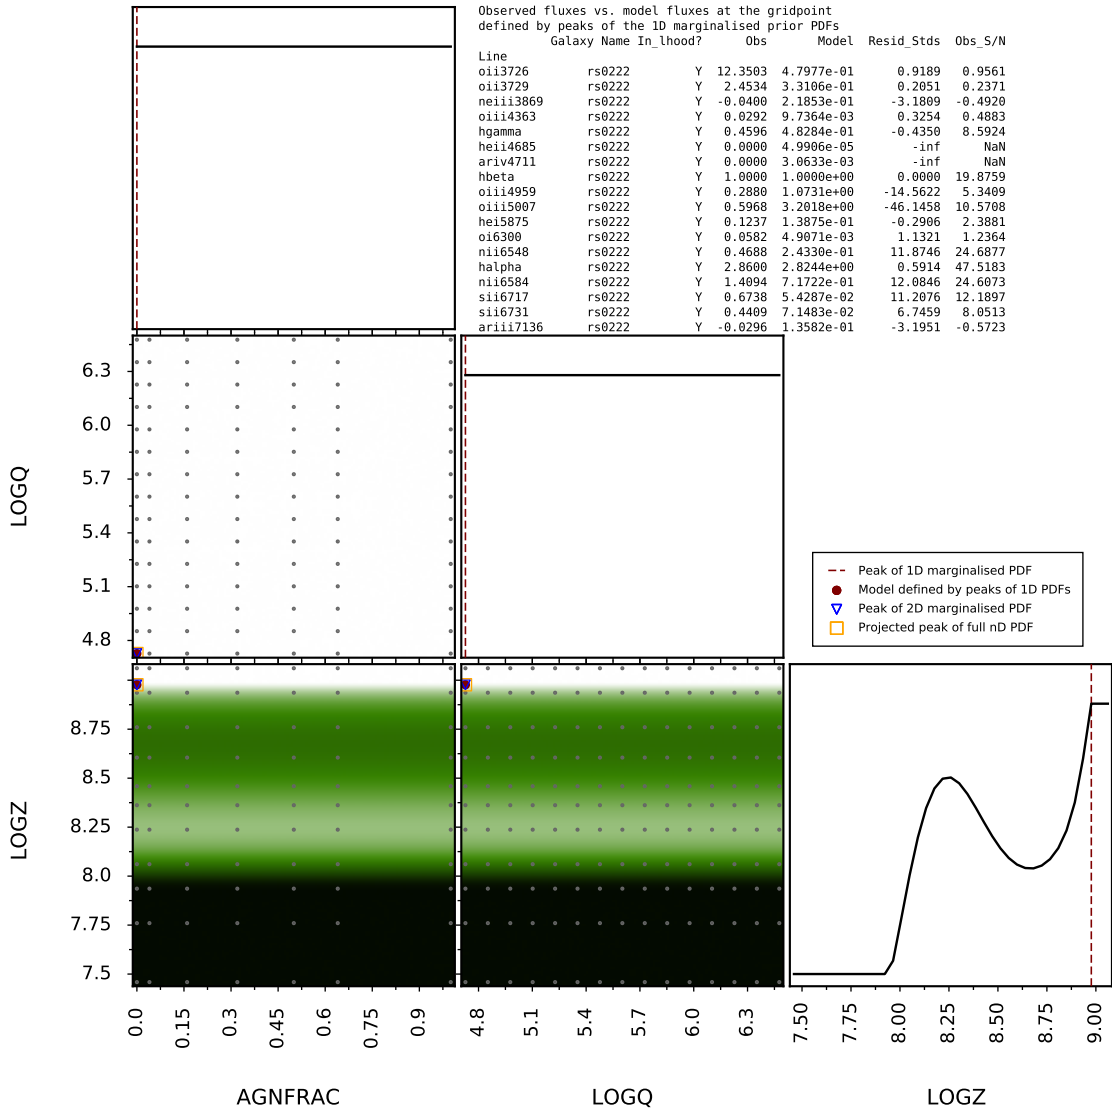 Observed fluxes vs. model fluxes at the gridpoint
defined by peaks of the 1D marginalised prior PDFs
Galaxy Name In_lhood? Obs Model Resid_Stds Obs_S/N
Line
oii3726 rs0222 Y 12.3503 4.7977e-01 0.9189 0.9561
oii3729 rs0222 Y 2.4534 3.3106e-01 0.2051 0.2371
neiii3869 rs0222 Y -0.0400 2.1853e-01 -3.1809 -0.4920
oiii4363 rs0222 Y 0.0292 9.7364e-03 0.3254 0.4883
hgamma rs0222 Y 0.4596 4.8284e-01 -0.4350 8.5924
heii4685 rs0222 Y 0.0000 4.9906e-05 -inf NaN
ariv4711 rs0222 Y 0.0000 3.0633e-03 -inf NaN
hbeta rs0222 Y 1.0000 1.0000e+00 0.0000 19.8759
oiii4959 rs0222 Y 0.2880 1.0731e+00 -14.5622 5.3409
oiii5007 rs0222 Y 0.5968 3.2018e+00 -46.1458 10.5708
hei5875 rs0222 Y 0.1237 1.3875e-01 -0.2906 2.3881
oi6300 rs0222 Y 0.0582 4.9071e-03 1.1321 1.2364
nii6548 rs0222 Y 0.4688 2.4330e-01 11.8746 24.6877
halpha rs0222 Y 2.8600 2.8244e+00 0.5914 47.5183
nii6584 rs0222 Y 1.4094 7.1722e-01 12.0846 24.6073
sii6717 rs0222 Y 0.6738 5.4287e-02 11.2076 12.1897
sii6731 rs0222 Y 0.4409 7.1483e-02 6.7459 8.0513
ariii7136 rs0222 Y -0.0296 1.3582e-01 -3.1951 -0.5723
LOGQ
6.3
6.0
5.7
5.4
5.1
4.8
Peak of 1D marginalised PDF
Model defined by peaks of 1D PDFs
Peak of 2D marginalised PDF
Projected peak of full nD PDF
LOGZ
8.75
8.5
8.25
8.0
7.75
7.5
0.0 0.15 0.3 0.45 0.6 0.75 0.9
4.8 5.1 5.4 5.7 6.0 6.3
7.50 7.75 8.00 8.25 8.50 8.75 9.00
AGNFRAC LOGQ LOGZ